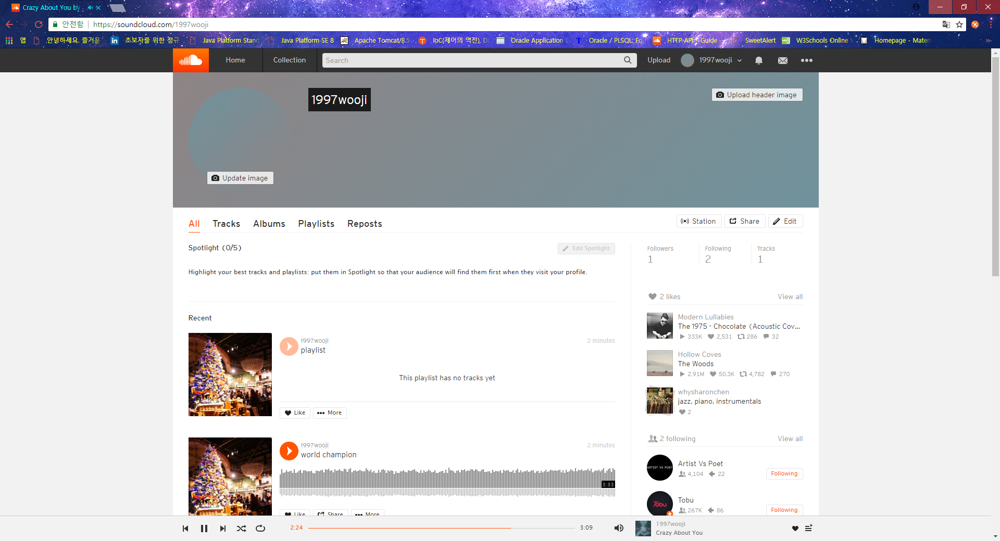 Crazy About You by
안전함 https://soundcloud.com/1997wooji
앱 안녕하세요. 즐거운 초보자를 위한 정규 Java Platform Stand Java Platform SE 8 Apache Tomcat/8.5 IoC(제어의 역전), D Oracle Application Oracle / PLSQL: HTTP API - Guide SweetAlert W3Schools Online Homepage - Mater
Home Collection Search Upload 1997wooji
1997wooji
Upload header image
Update image
All Tracks Albums Playlists Reposts
Station Share Edit
Spotlight (0/5)
Edit Spotlight
Highlight your best tracks and playlists: put them in Spotlight so that your audience will find them first when they visit your profile.
Recent
1997wooji
2 minutes
playlist
This playlist has no tracks yet
Like More
1997wooji
2 minutes
world champion
3:33
Like Share More
Followers Following Tracks
1 2 1
2 likes View all
Modern Lullabies
The 1975 - Chocolate (Acoustic Cov...
333K 2,531 286 32
Hollow Coves
The Woods
2.91M 50.3K 4,782 270
whysharonchen
jazz, piano, instrumentals
2
2 following View all
ARTIST VS POET
Artist Vs Poet
4,104 22
Following
Tobu
Tobu
267K 86
Following
2:24
3:09
1997wooji
Crazy About You